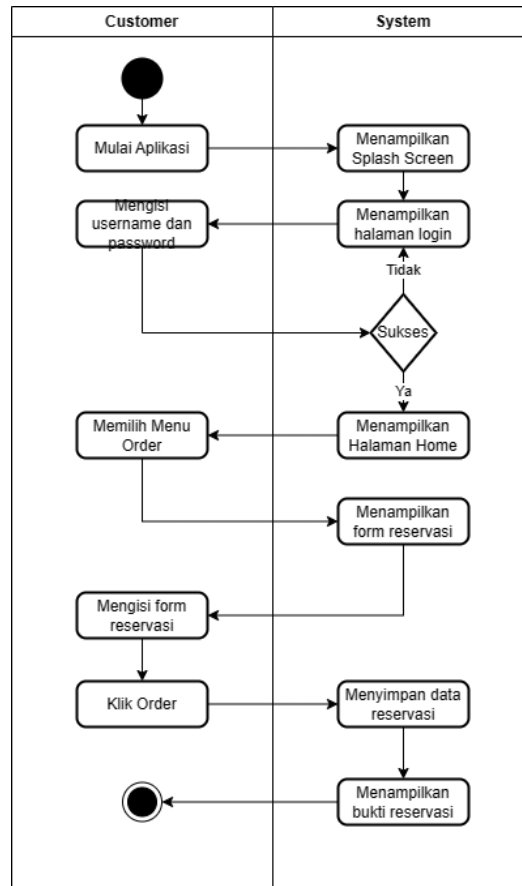 Customer
System
Mulai Aplikasi
Menampilkan
Splash Screen
Mengisi
username dan
password
Menampilkan
halaman login
Tidak
Sukses
Ya
Memilih Menu
Order
Menampilkan
Halaman Home
Menampilkan
form reservasi
Mengisi form
reservasi
Klik Order
Menyimpan data
reservasi
Menampilkan
bukti reservasi